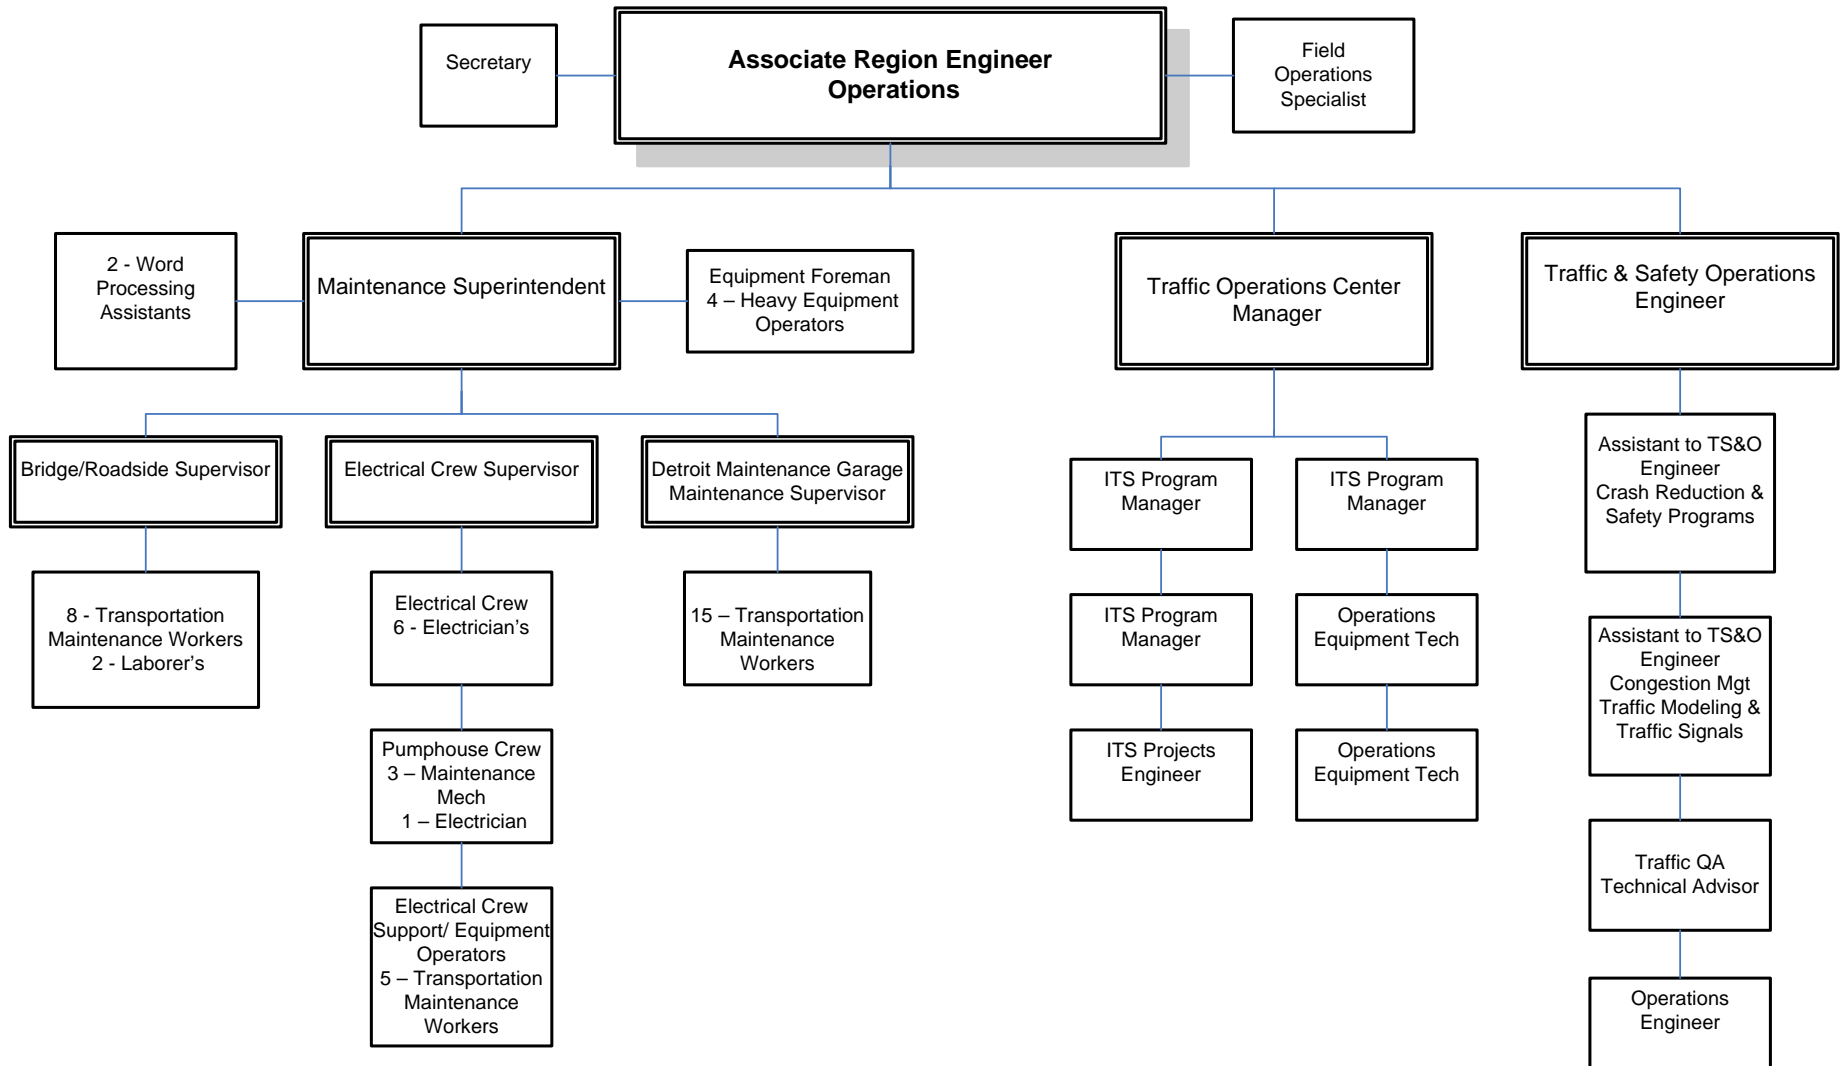 Secretary
Associate Region Engineer
Operations
Field
Operations
Specialist
2 - Word
Processing
Assistants
Maintenance Superintendent
Equipment Foreman
4 – Heavy Equipment
Operators
Traffic Operations Center
Manager
Traffic & Safety Operations
Engineer
Bridge/Roadside Supervisor
Electrical Crew Supervisor
Detroit Maintenance Garage
Maintenance Supervisor
8 - Transportation
Maintenance Workers
2 - Laborer’s
Electrical Crew
6 - Electrician’s
15 – Transportation
Maintenance
Workers
Pumphouse Crew
3 – Maintenance
Mech
1 – Electrician
Electrical Crew
Support/ Equipment
Operators
5 – Transportation
Maintenance
Workers
ITS Program
Manager
ITS Program
Manager
ITS Program
Manager
Operations
Equipment Tech
ITS Projects
Engineer
Operations
Equipment Tech
Assistant to TS&O
Engineer
Crash Reduction &
Safety Programs
Assistant to TS&O
Engineer
Congestion Mgt
Traffic Modeling &
Traffic Signals
Traffic QA
Technical Advisor
Operations
Engineer